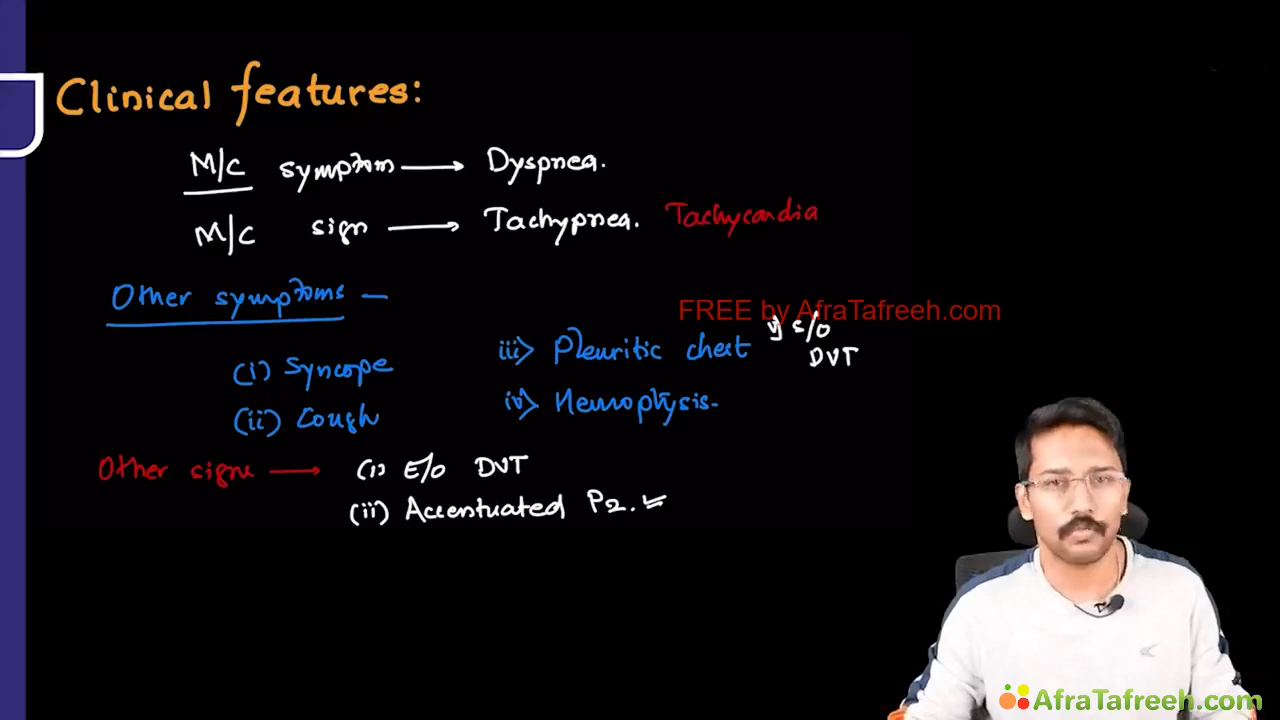 Clinical features:
M/C symptom → Dyspnea.
M/C sign → Tachypnea. Tachycardia
Other symptoms —
FREE by AfraTafreeh.com
(i) Syncope
iii> Pleuritic chest
v) S/O
DVT
(ii) Cough
iv> Hemoptysis-
Other signs → (i) E/O DVT
(ii) Accentuated P2.
AfraTafreeh.com